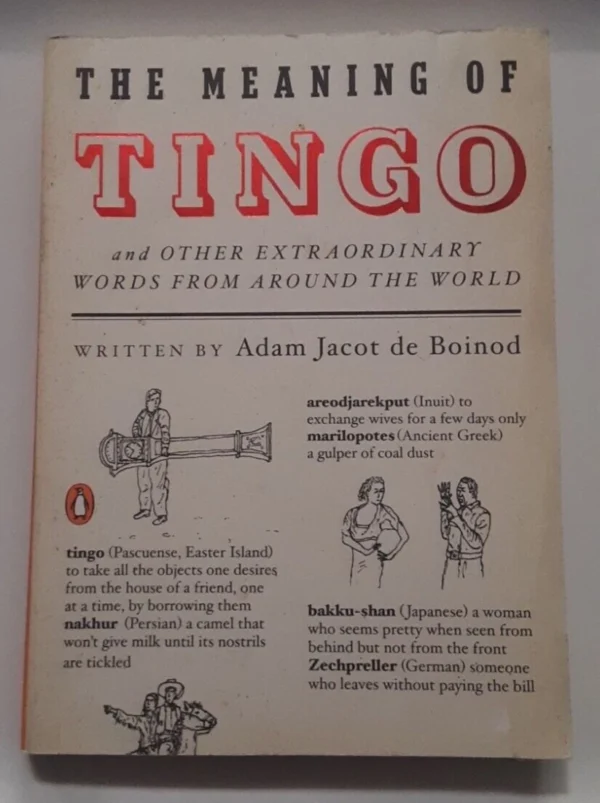 THE MEANING OF
TINGO
and OTHER EXTRAORDINARY
WORDS FROM AROUND THE WORLD
WRITTEN BY Adam Jacot de Boinod
areodjarekput (Inuit) to
exchange wives for a few days only
marilopotes (Ancient Greek)
a gulper of coal dust
tingo (Pascuense, Easter Island)
to take all the objects one desires
from the house of a friend, one
at a time, by borrowing them
nakhur (Persian) a camel that
won't give milk until its nostrils
are tickled
bakku-shan (Japanese) a woman
who seems pretty when seen from
behind but not from the front
Zechpreller (German) someone
who leaves without paying the bill